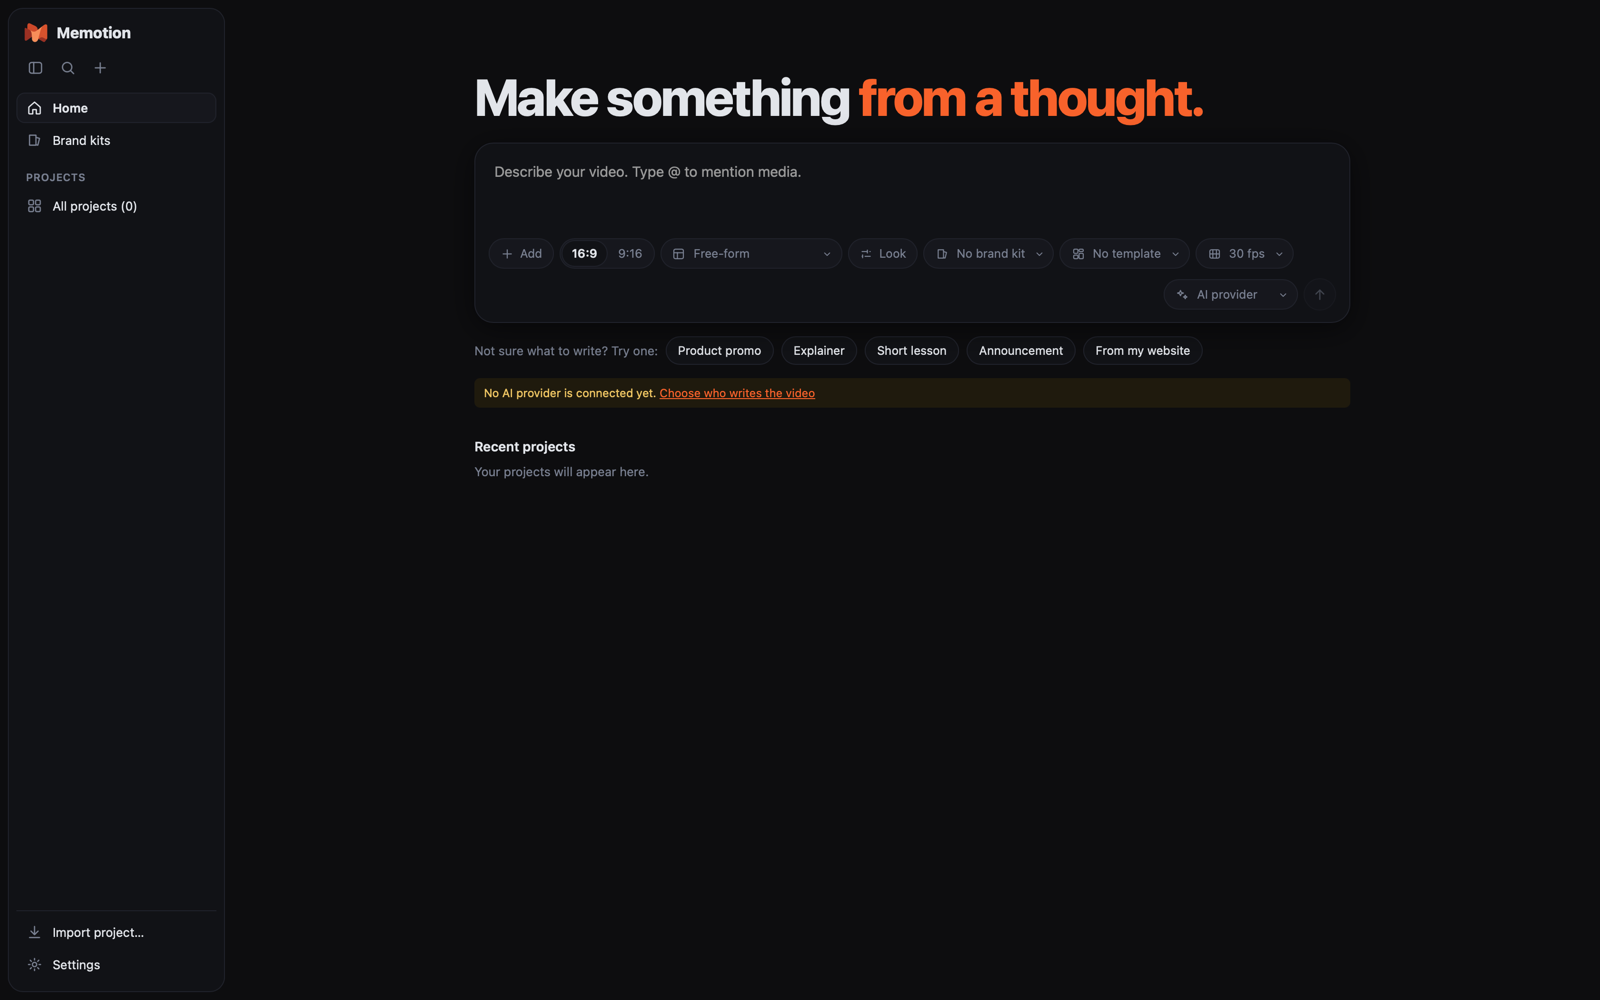 Memotion
Home
Brand kits
PROJECTS
All projects (0)
Import project...
Settings
Make something from a thought.
Describe your video. Type @ to mention media.
Add
16:9
9:16
Free-form
Look
No brand kit
No template
30 fps
AI provider
Not sure what to write? Try one:
Product promo
Explainer
Short lesson
Announcement
From my website
No AI provider is connected yet. Choose who writes the video
Recent projects
Your projects will appear here.